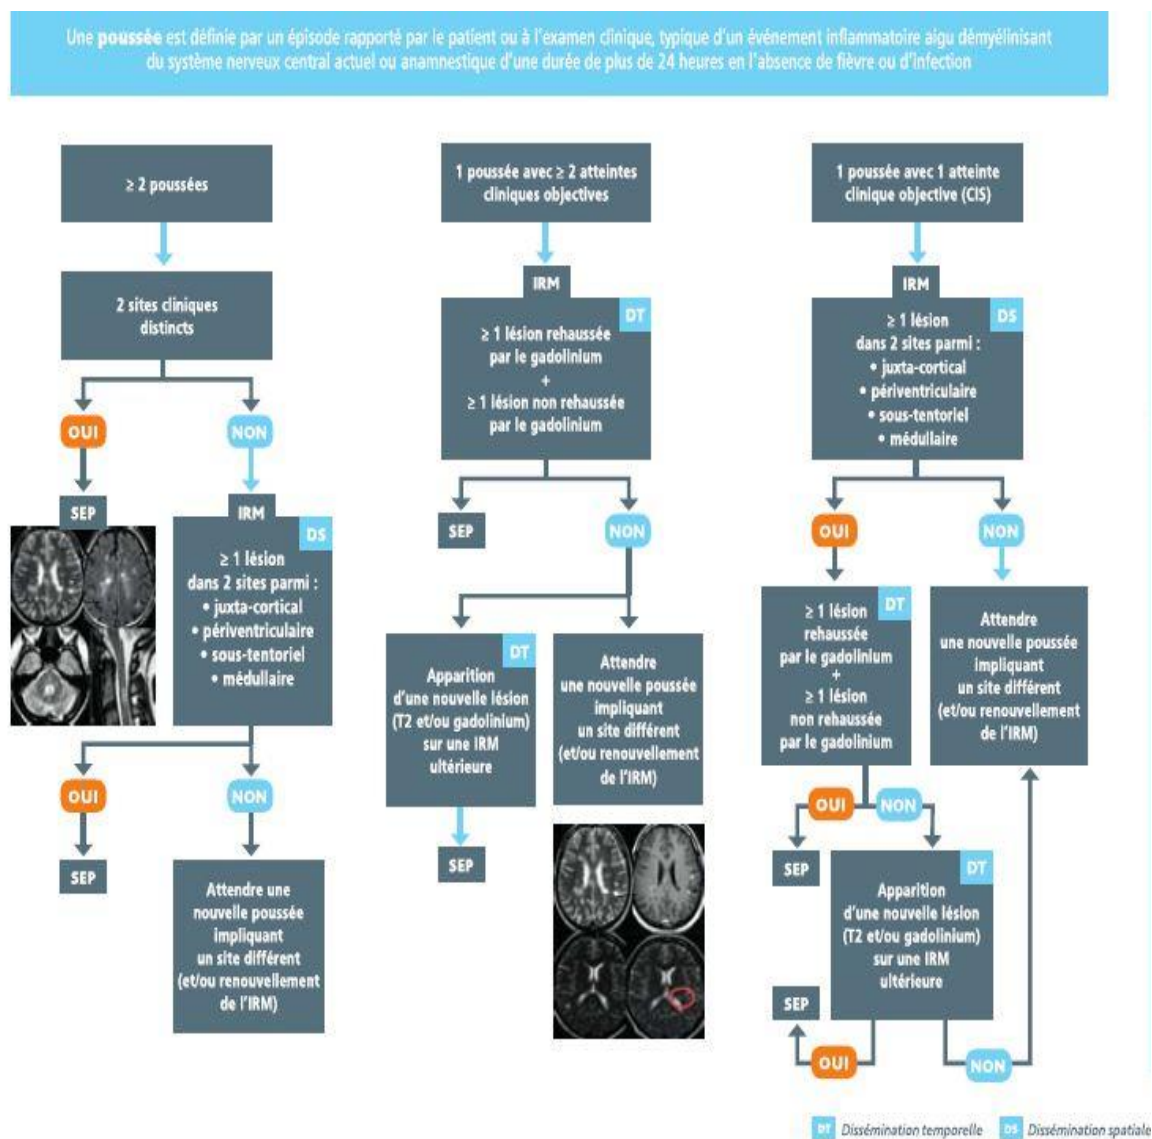 Une poussée est définie par un épisode rapporté par le patient ou à l'examen clinique, typique d'un événement inflammatoire aigu démyélinisant
du système nerveux central actuel ou anamnestique d'une durée de plus de 24 heures en l'absence de fièvre ou d'infection
≥ 2 poussées
2 sites cliniques
distincts
OUI
NON
SEP
IRM
DS
≥ 1 lésion
dans 2 sites parmi :
• juxta-cortical
• périventriculaire
• sous-tentoriel
• médullaire
OUI
NON
SEP
Attendre une
nouvelle poussée
impliquant
un site différent
(et/ou renouvellement
de l'IRM)
1 poussée avec ≥ 2 atteintes
cliniques objectives
IRM
DT
≥ 1 lésion rehaussée
par le gadolinium
+
≥ 1 lésion non rehaussée
par le gadolinium
SEP
NON
DT
Apparition
d'une nouvelle lésion
(T2 et/ou gadolinium)
sur une IRM
ultérieure
SEP
Attendre
une nouvelle poussée
impliquant
un site différent
(et/ou renouvellement
de l'IRM)
1 poussée avec 1 atteinte
clinique objective (CIS)
IRM
DS
≥ 1 lésion
dans 2 sites parmi :
• juxta-cortical
• périventriculaire
• sous-tentoriel
• médullaire
OUI
NON
DT
≥ 1 lésion
rehaussée
par le gadolinium
+
≥ 1 lésion
non rehaussée
par le gadolinium
Attendre
une nouvelle poussée
impliquant
un site différent
(et/ou renouvellement
de l'IRM)
OUI
NON
SEP
DT
Apparition
d'une nouvelle lésion
(T2 et/ou gadolinium)
sur une IRM
ultérieure
SEP
OUI
NON
DT Dissémination temporelle DS Dissémination spatiale